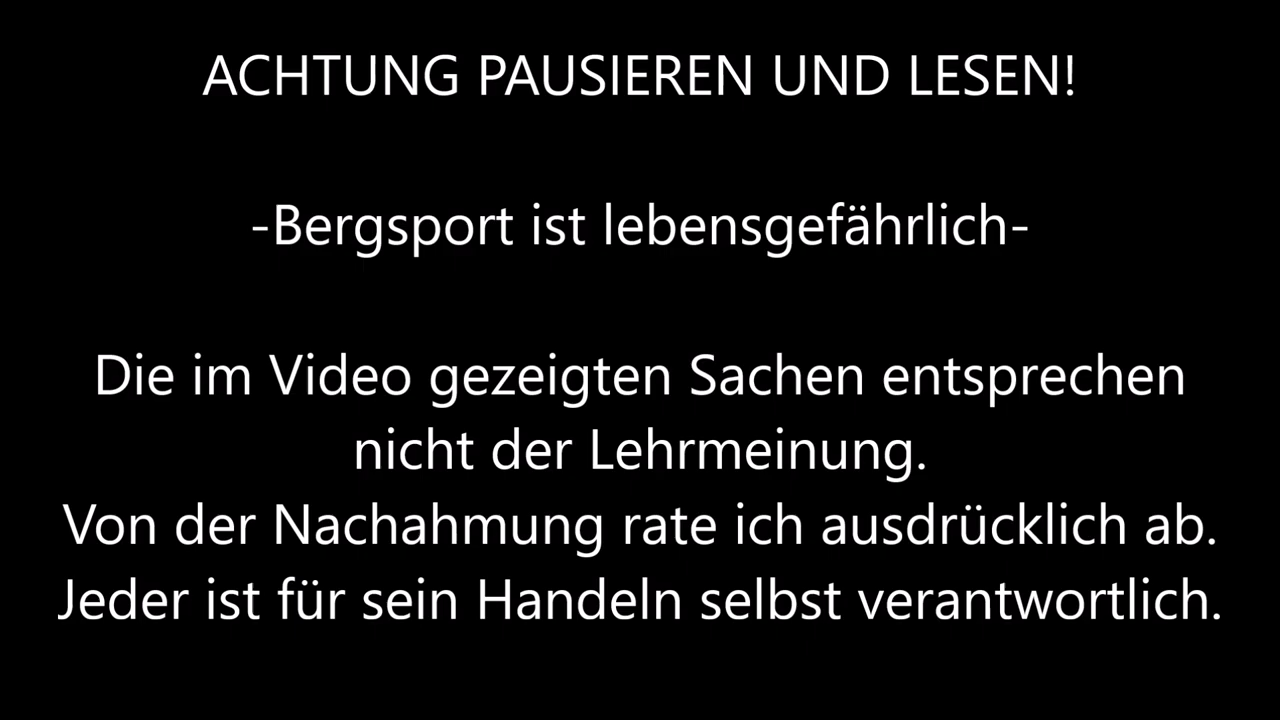 ACHTUNG PAUSIEREN UND LESEN!
-Bergsport ist lebensgefährlich-
Die im Video gezeigten Sachen entsprechen
nicht der Lehrmeinung.
Von der Nachahmung rate ich ausdrücklich ab.
Jeder ist für sein Handeln selbst verantwortlich.